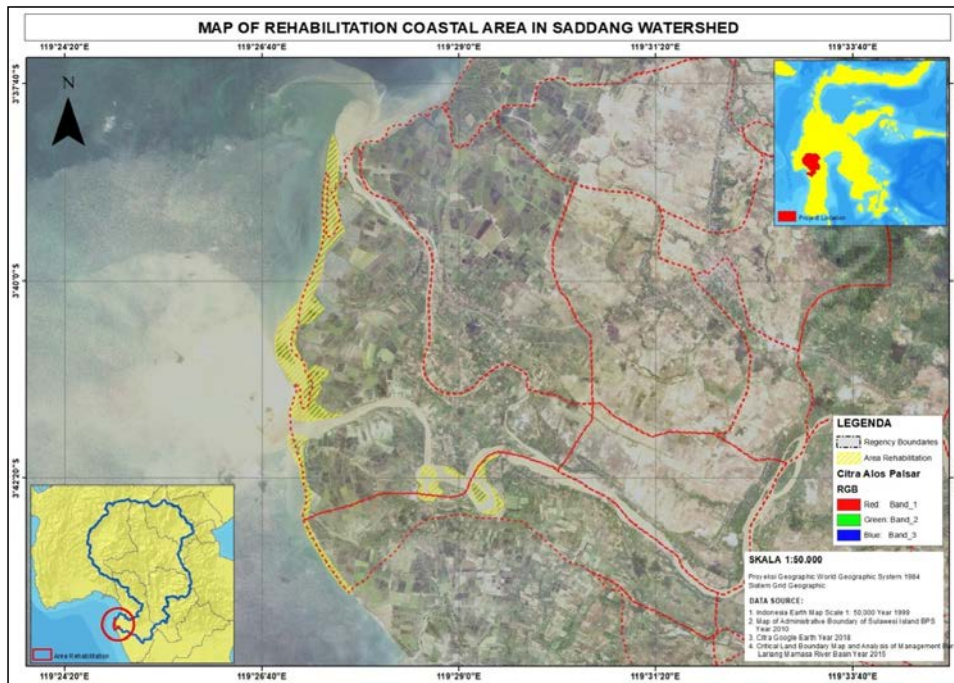 MAP OF REHABILITATION COASTAL AREA IN SADDANG WATERSHED
119°24'20"E 119°26'40"E 119°29'0"E 119°31'20"E 119°33'40"E
3°37'40"S
3°40'0"S
3°42'20"S
N
Project Location
LEGENDA
Regency Boundaries
Area Rehabilitation
Citra Alos Palsar
RGB
Red: Band_1
Green: Band_2
Blue: Band_3
SKALA 1:50.000
Proyeksi Geographic World Geographic System 1984
Sistem Grid Geographic
DATA SOURCE:
1. Indonesia Earth Map Scale 1: 50,000 Year 1999
2. Map of Administrative Boundary of Sulawesi Island BPS
Year 2010
3. Citra Google Earth Year 2018
4. Critical Land Boundary Map and Analysis of Management
Lariang Mamasa River Basin Year 2015
Area Rehabilitation
119°24'20"E 119°26'40"E 119°29'0"E 119°31'20"E 119°33'40"E